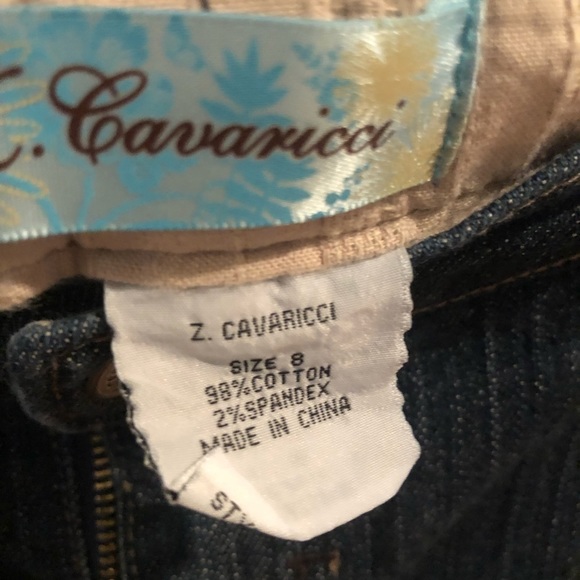 . Cavaricci
Z. CAVARICCI
SIZE 8
98%COTTON
2%SPANDEX
MADE IN CHINA